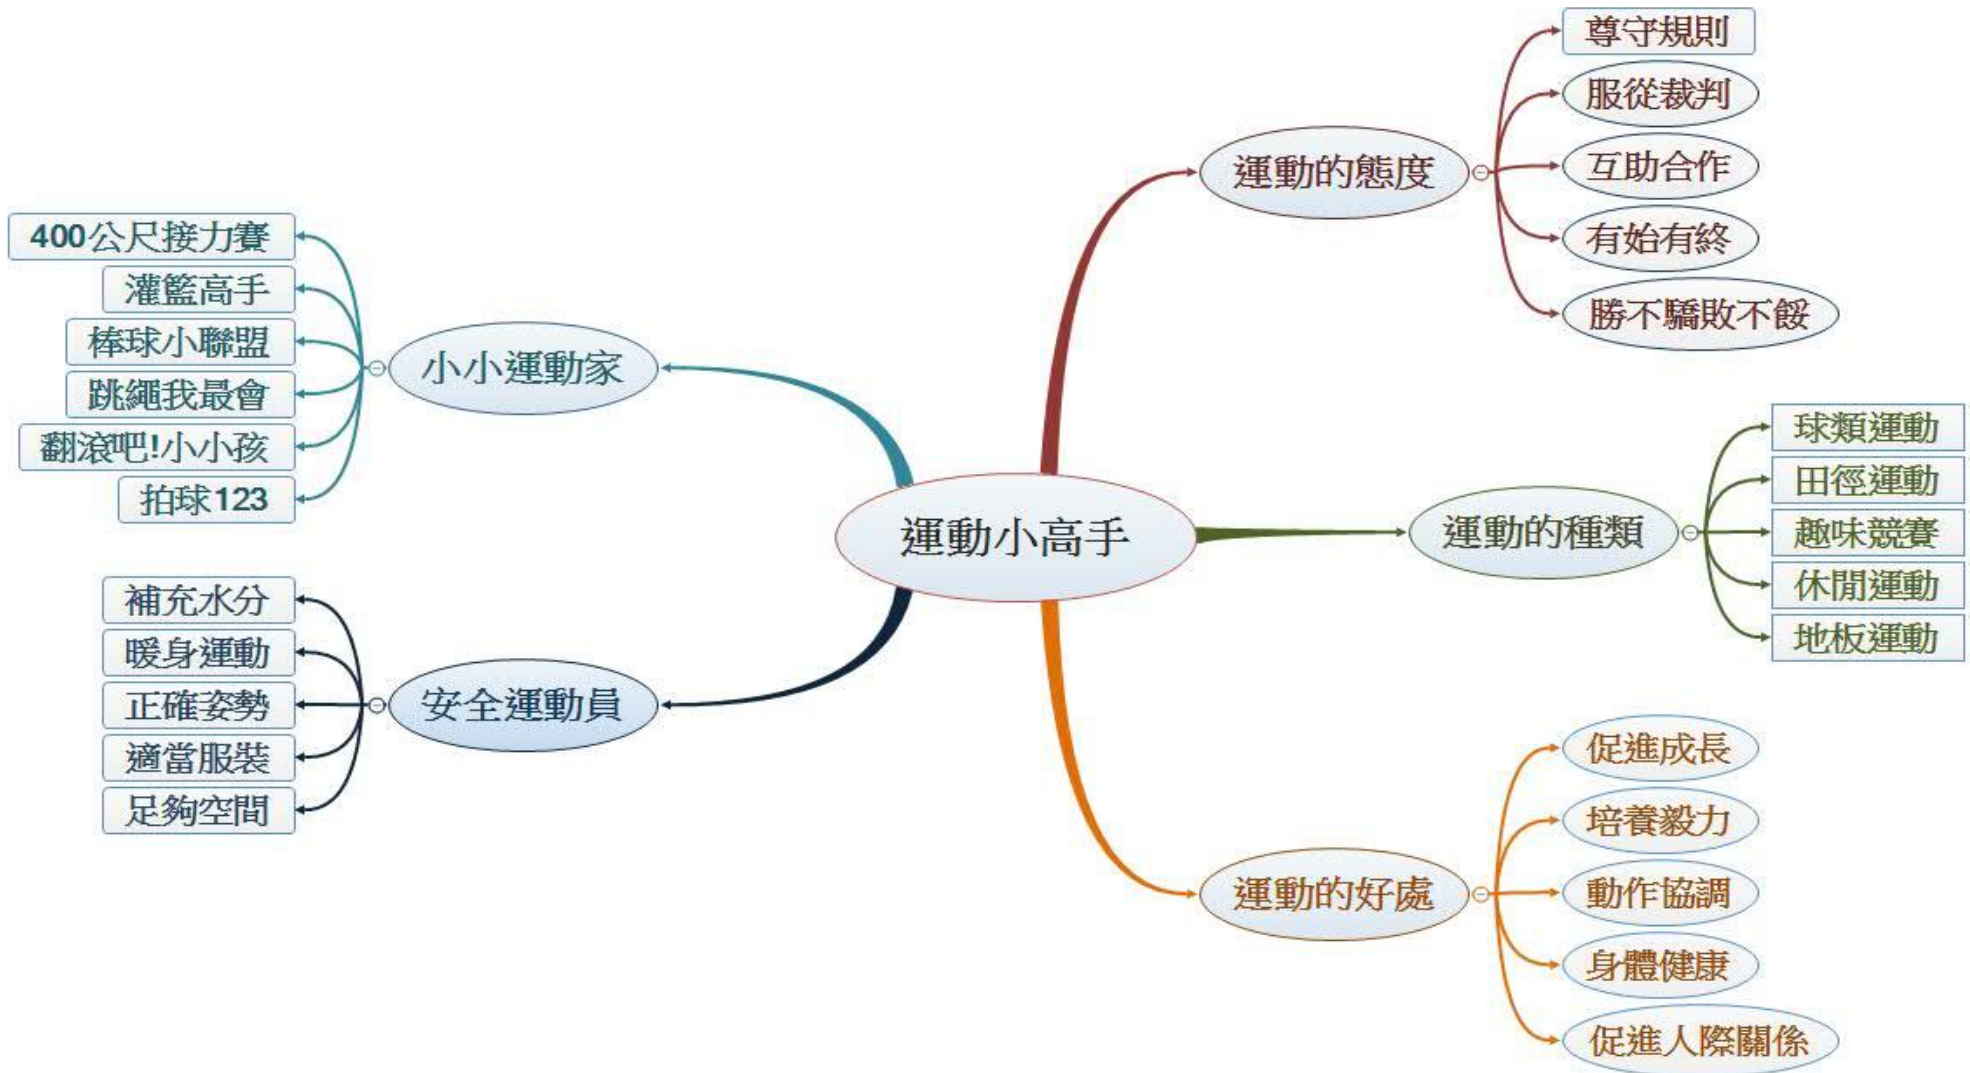 運動小高手
運動的態度
尊守規則
服從裁判
互助合作
有始有終
勝不驕敗不餒
運動的種類
球類運動
田徑運動
趣味競賽
休閒運動
地板運動
運動的好處
促進成長
培養毅力
動作協調
身體健康
促進人際關係
小小運動家
400公尺接力賽
灌籃高手
棒球小聯盟
跳繩我最會
翻滾吧!小小孩
拍球123
安全運動員
補充水分
暖身運動
正確姿勢
適當服裝
足夠空間